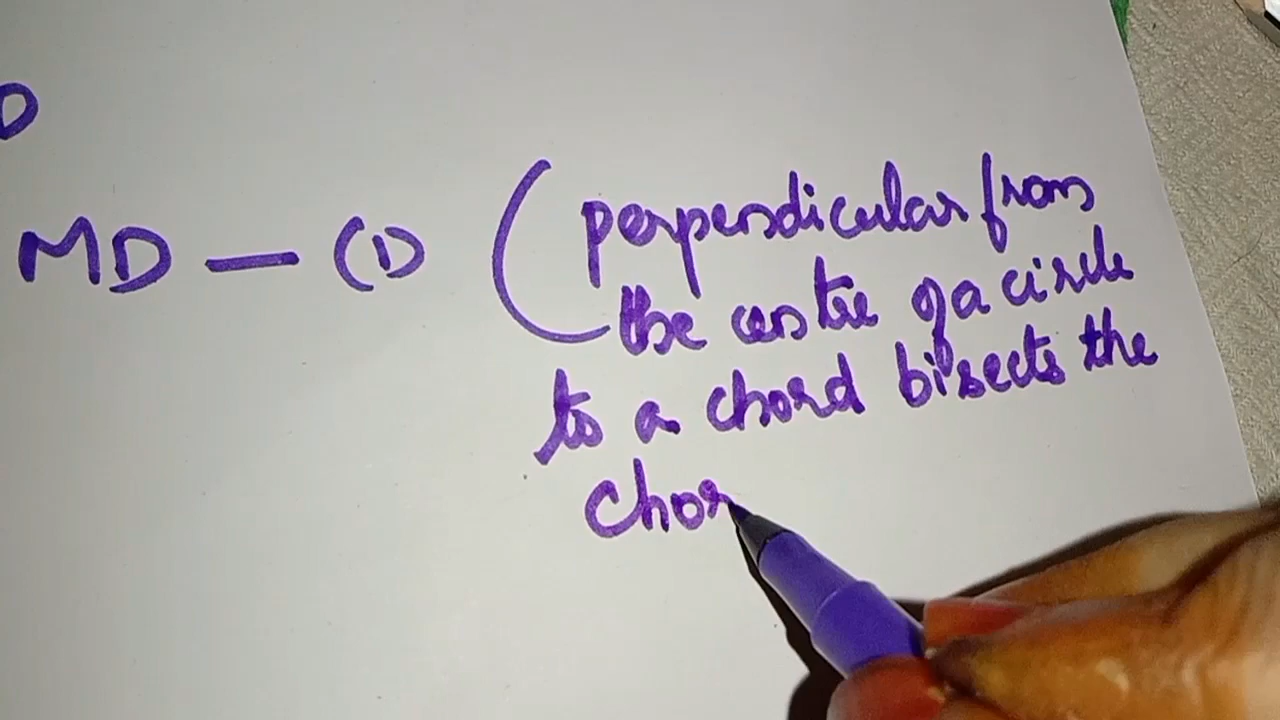 D
MD — (1) (perpendicular from
the centre of a circle
to a chord bisects the
chor